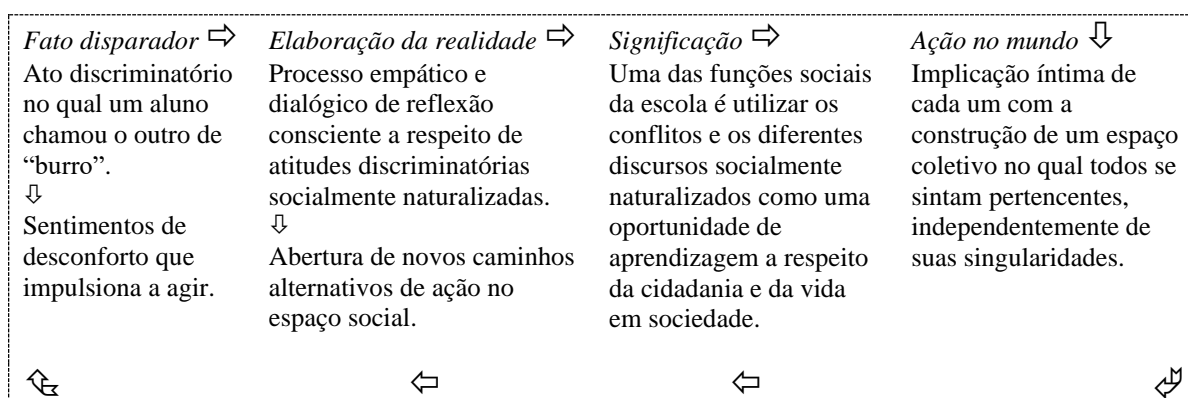 Fato disparador ⇨
Ato discriminatório
no qual um aluno
chamou o outro de
“burro”.
⇩
Sentimentos de
desconforto que
impulsiona a agir.
Elaboração da realidade ⇨
Processo empático e
dialógico de reflexão
consciente a respeito de
atitudes discriminatórias
socialmente naturalizadas.
⇩
Abertura de novos caminhos
alternativos de ação no
espaço social.
Significação ⇨
Uma das funções sociais
da escola é utilizar os
conflitos e os diferentes
discursos socialmente
naturalizados como uma
oportunidade de
aprendizagem a respeito
da cidadania e da vida
em sociedade.
Ação no mundo ⇩
Implicação íntima de
cada um com a
construção de um espaço
coletivo no qual todos se
sintam pertencentes,
independentemente de
suas singularidades.